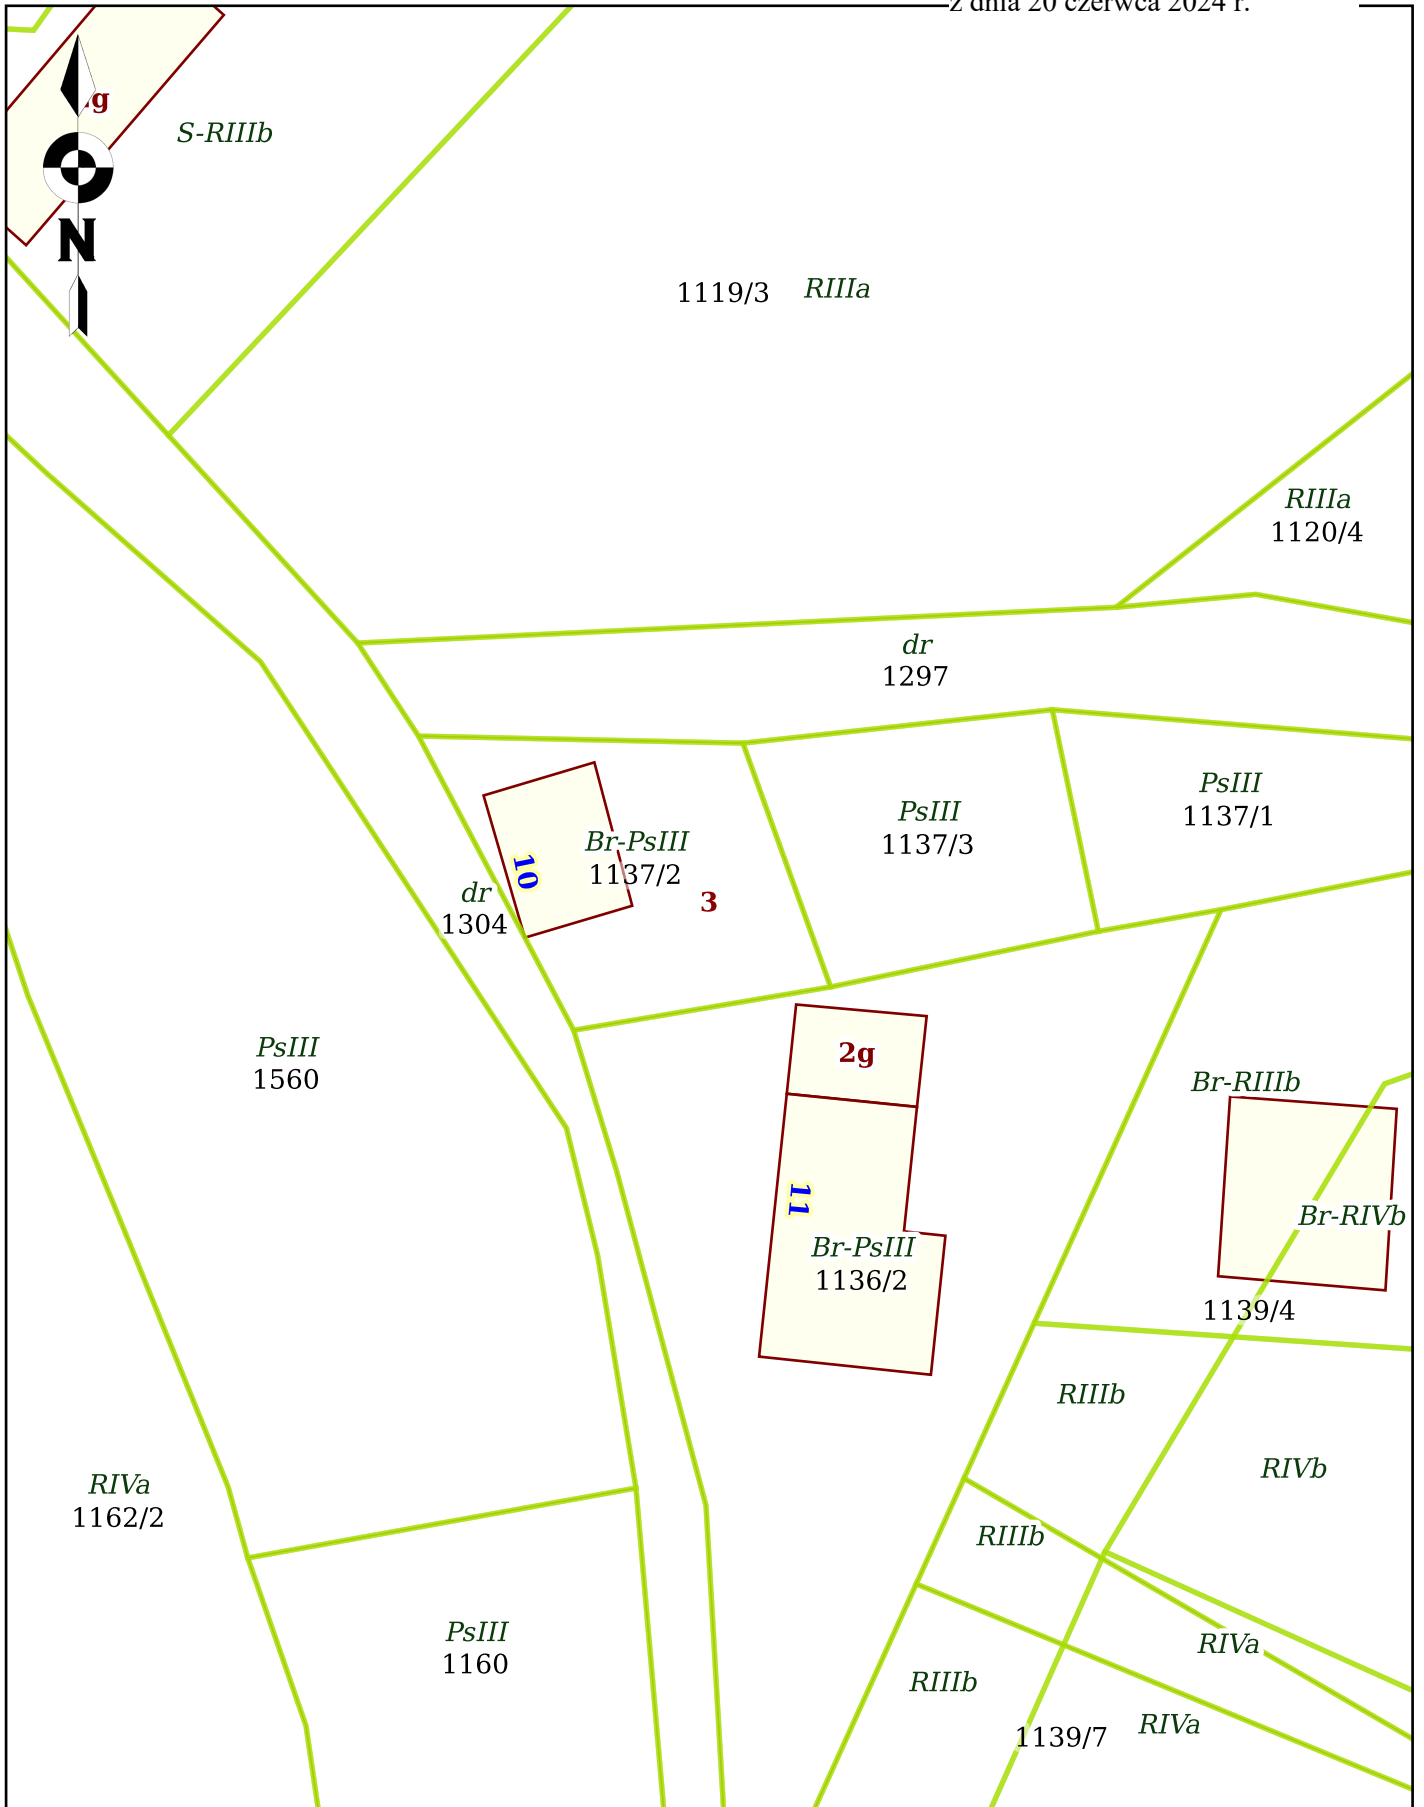 z dnia 20 czerwca 2024 r.
g
S-RIIIb
N
1119/3 RIIIa
RIIIa
1120/4
dr
1297
PsIII
1137/1
PsIII
1137/3
Br-PsIII
1137/2
10
3
dr
1304
PsIII
1560
2g
Br-RIIIb
11
Br-RIVb
Br-PsIII
1136/2
1139/4
RIIIb
RIVb
RIVa
1162/2
RIIIb
PsIII
1160
RIVa
RIIIb
RIVa
1139/7